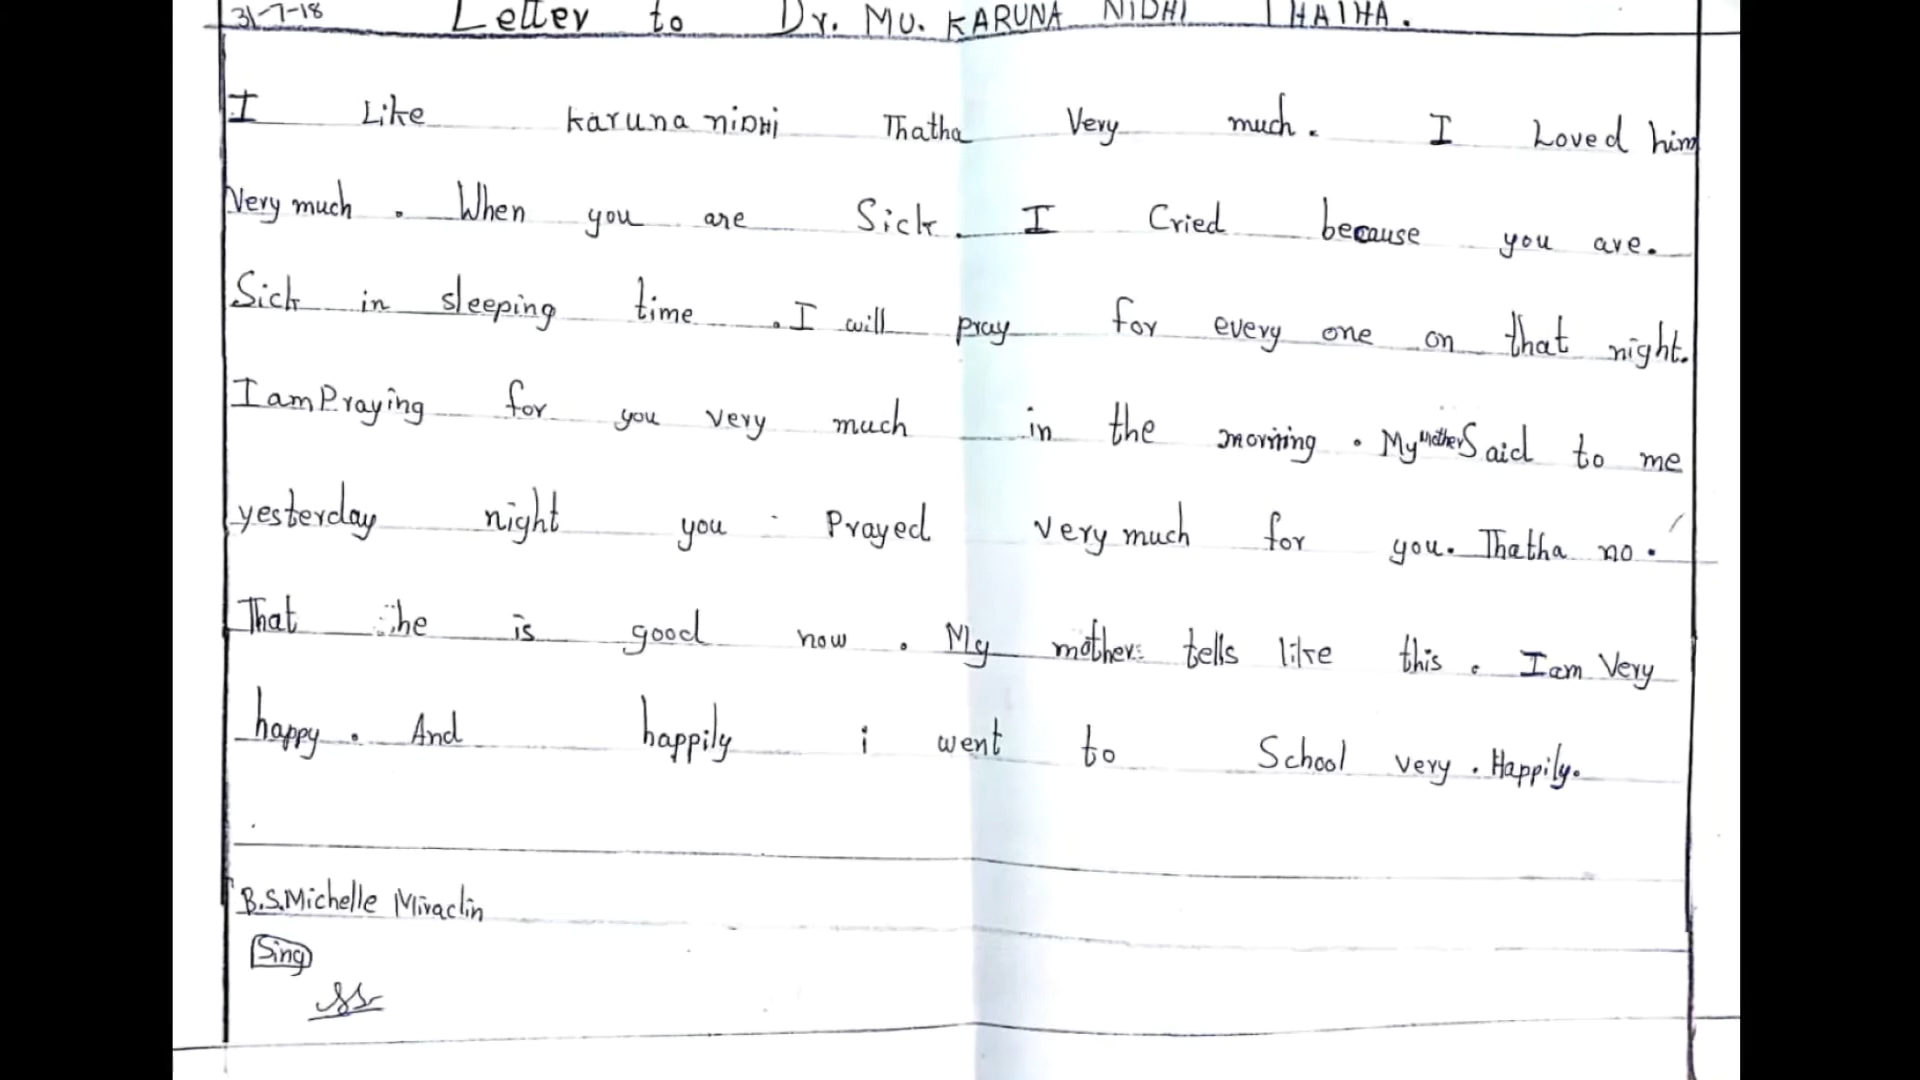 31-7-18 Letter to Dr. MU. KARUNA NIDHI THATHA.
I Like karuna niDHi Thatha Very much. I Loved him
Very much. When you are Sick. I Cried because you are.
Sick in sleeping time. I will pray for every one on that night.
I am Praying for you very much in the morning. My Mother Said to me
yesterday night you Prayed very much for you. Thatha no.
That he is good now. My mother tells like this. I am Very
happy. And happily i went to School very. Happily.
B.S.Michelle Miraclin
Sing